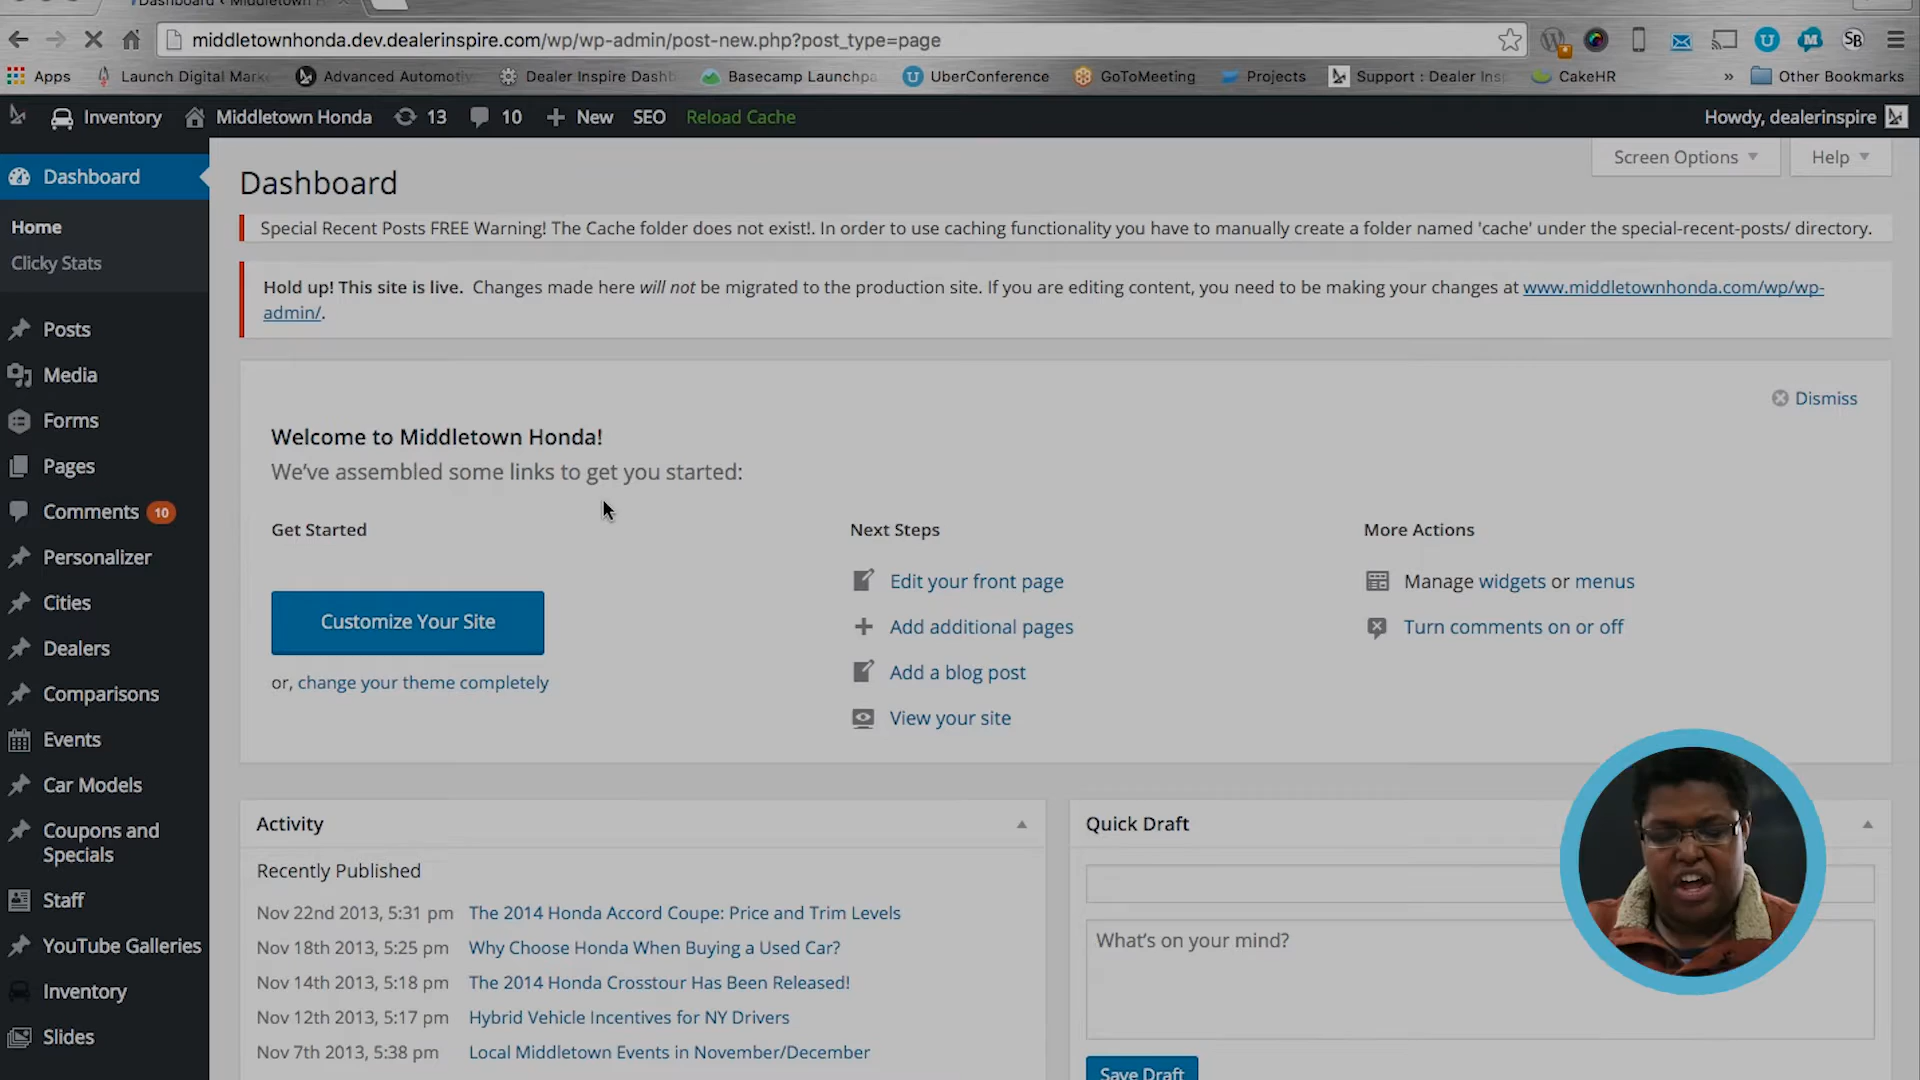 Dashboard ‹ Middletown H
middletownhonda.dev.dealerinspire.com/wp/wp-admin/post-new.php?post_type=page
Apps Launch Digital Mark Advanced Automoti Dealer Inspire Dash Basecamp Launchpa UberConference GoToMeeting Projects Support : Dealer Ins CakeHR » Other Bookmarks
Inventory Middletown Honda 13 10 New SEO Reload Cache Howdy, dealerinspire
Screen Options Help
Dashboard
Home
Clicky Stats
Posts
Media
Forms
Pages
Comments 10
Personalizer
Cities
Dealers
Comparisons
Events
Car Models
Coupons and
Specials
Staff
YouTube Galleries
Inventory
Slides
Dashboard
Special Recent Posts FREE Warning! The Cache folder does not exist!. In order to use caching functionality you have to manually create a folder named 'cache' under the special-recent-posts/ directory.
Hold up! This site is live. Changes made here will not be migrated to the production site. If you are editing content, you need to be making your changes at www.middletownhonda.com/wp/wp-
admin/.
Dismiss
Welcome to Middletown Honda!
We've assembled some links to get you started:
Get Started
Customize Your Site
or, change your theme completely
Next Steps
Edit your front page
Add additional pages
Add a blog post
View your site
More Actions
Manage widgets or menus
Turn comments on or off
Activity
Recently Published
Nov 22nd 2013, 5:31 pm The 2014 Honda Accord Coupe: Price and Trim Levels
Nov 18th 2013, 5:25 pm Why Choose Honda When Buying a Used Car?
Nov 14th 2013, 5:18 pm The 2014 Honda Crosstour Has Been Released!
Nov 12th 2013, 5:17 pm Hybrid Vehicle Incentives for NY Drivers
Nov 7th 2013, 5:38 pm Local Middletown Events in November/December
Quick Draft
What's on your mind?
Save Draft